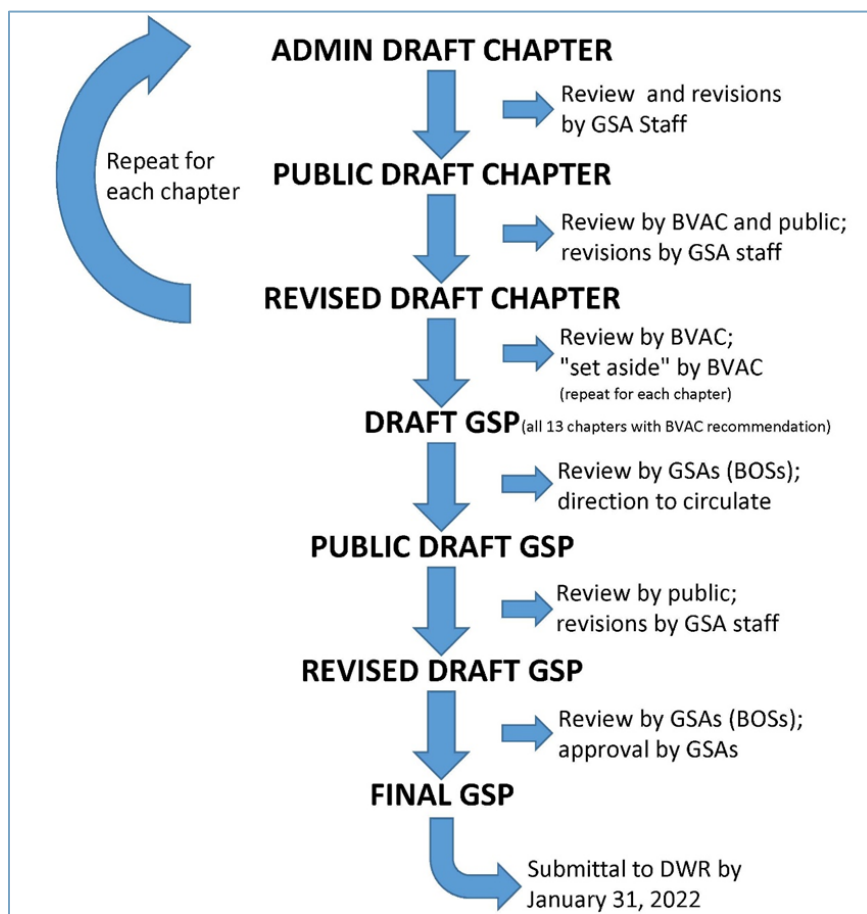 ADMIN DRAFT CHAPTER
Review and revisions
by GSA Staff
Repeat for
each chapter
PUBLIC DRAFT CHAPTER
Review by BVAC and public;
revisions by GSA staff
REVISED DRAFT CHAPTER
Review by BVAC;
"set aside" by BVAC
(repeat for each chapter)
DRAFT GSP (all 13 chapters with BVAC recommendation)
Review by GSAs (BOSs);
direction to circulate
PUBLIC DRAFT GSP
Review by public;
revisions by GSA staff
REVISED DRAFT GSP
Review by GSAs (BOSs);
approval by GSAs
FINAL GSP
Submittal to DWR by
January 31, 2022